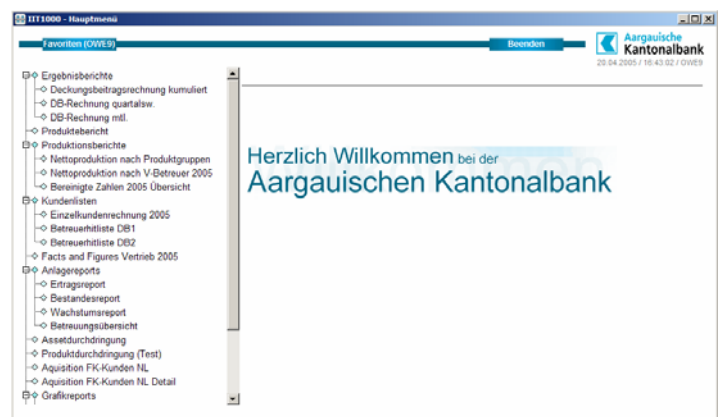 IIT1000 - Hauptmenü
Favoriten (OWE9)
Beenden
Aargauische
Kantonalbank
20.04.2005 / 16:43:02 / OWE9
Ergebnisberichte
Deckungsbeitragsrechnung kumuliert
DB-Rechnung quartalsw.
DB-Rechnung mtl.
Produktebericht
Produktionsberichte
Nettoproduktion nach Produktgruppen
Nettoproduktion nach V-Betreuer 2005
Bereinigte Zahlen 2005 Übersicht
Kundenlisten
Einzelkundenrechnung 2005
Betreuerhitliste DB1
Betreuerhitliste DB2
Facts and Figures Vertrieb 2005
Anlagereports
Ertragsreport
Bestandesreport
Wachstumsreport
Betreuungsübersicht
Assetdurchdringung
Produktdurchdringung (Test)
Aquisition FK-Kunden NL
Aquisition FK-Kunden NL Detail
Grafikreports
Herzlich Willkommen bei der
Aargauischen Kantonalbank